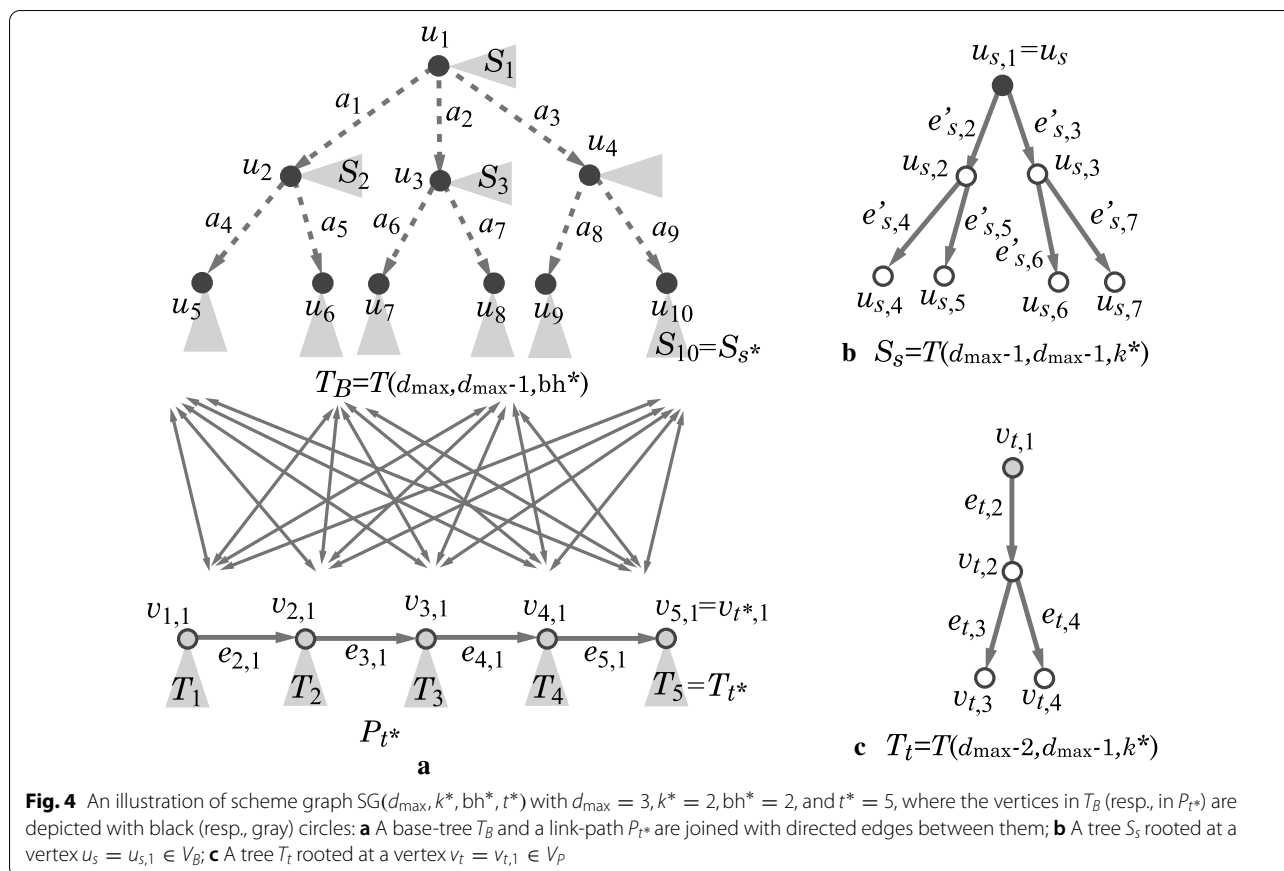 u1
S1
a1
a2
a3
u2
S2
u3
S3
u4
a4
a5
a6
a7
a8
a9
u5
u6
u7
u8
u9
u10
S10=Ss*
TB=T(dmax,dmax-1,bh*)
v1,1
v2,1
v3,1
v4,1
v5,1=vt*,1
e2,1
e3,1
e4,1
e5,1
T1
T2
T3
T4
T5=Tt*
Pt*
a
us,1=us
e's,2
e's,3
us,2
us,3
e's,4
e's,5
e's,6
e's,7
us,4
us,5
us,6
us,7
b Ss=T(dmax-1,dmax-1,k*)
vt,1
et,2
vt,2
et,3
et,4
vt,3
vt,4
c Tt=T(dmax-2,dmax-1,k*)
Fig. 4 An illustration of scheme graph SG(dmax, k*, bh*, t*) with dmax = 3, k* = 2, bh* = 2, and t* = 5, where the vertices in TB (resp., in Pt*) are
depicted with black (resp., gray) circles: a A base-tree TB and a link-path Pt* are joined with directed edges between them; b A tree Ss rooted at a
vertex us = us,1 ∈ VB; c A tree Tt rooted at a vertex vt = vt,1 ∈ VP